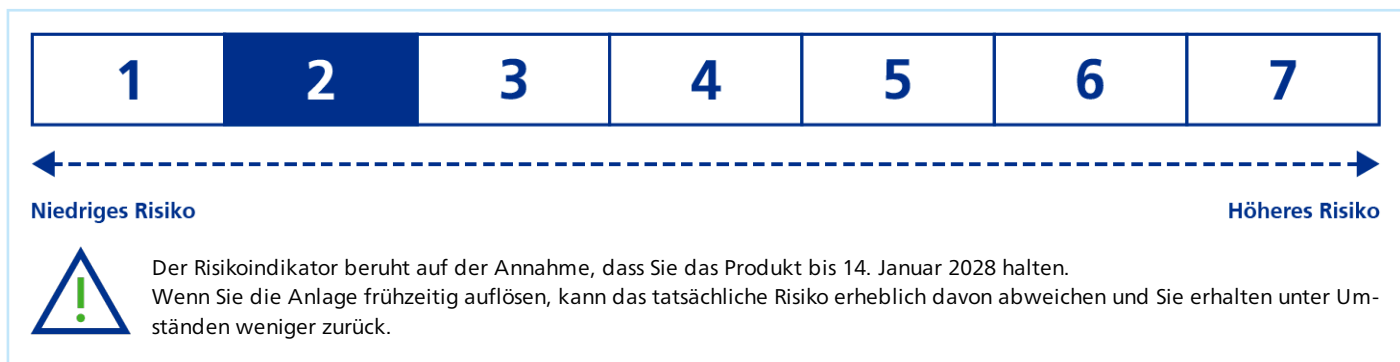 1 2 3 4 5 6 7
Niedriges Risiko Höheres Risiko
Der Risikoindikator beruht auf der Annahme, dass Sie das Produkt bis 14. Januar 2028 halten.
Wenn Sie die Anlage frühzeitig auflösen, kann das tatsächliche Risiko erheblich davon abweichen und Sie erhalten unter Um-
ständen weniger zurück.